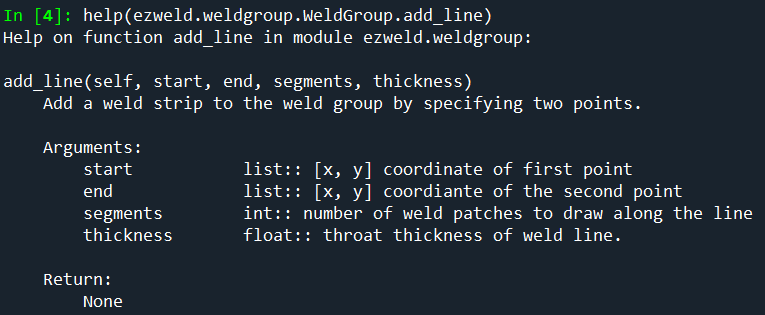 In [4]: help(ezweld.weldgroup.WeldGroup.add_line)
Help on function add_line in module ezweld.weldgroup:
add_line(self, start, end, segments, thickness)
Add a weld strip to the weld group by specifying two points.
Arguments:
start list:: [x, y] coordinate of first point
end list:: [x, y] coordiante of the second point
segments int:: number of weld patches to draw along the line
thickness float:: throat thickness of weld line.
Return:
None